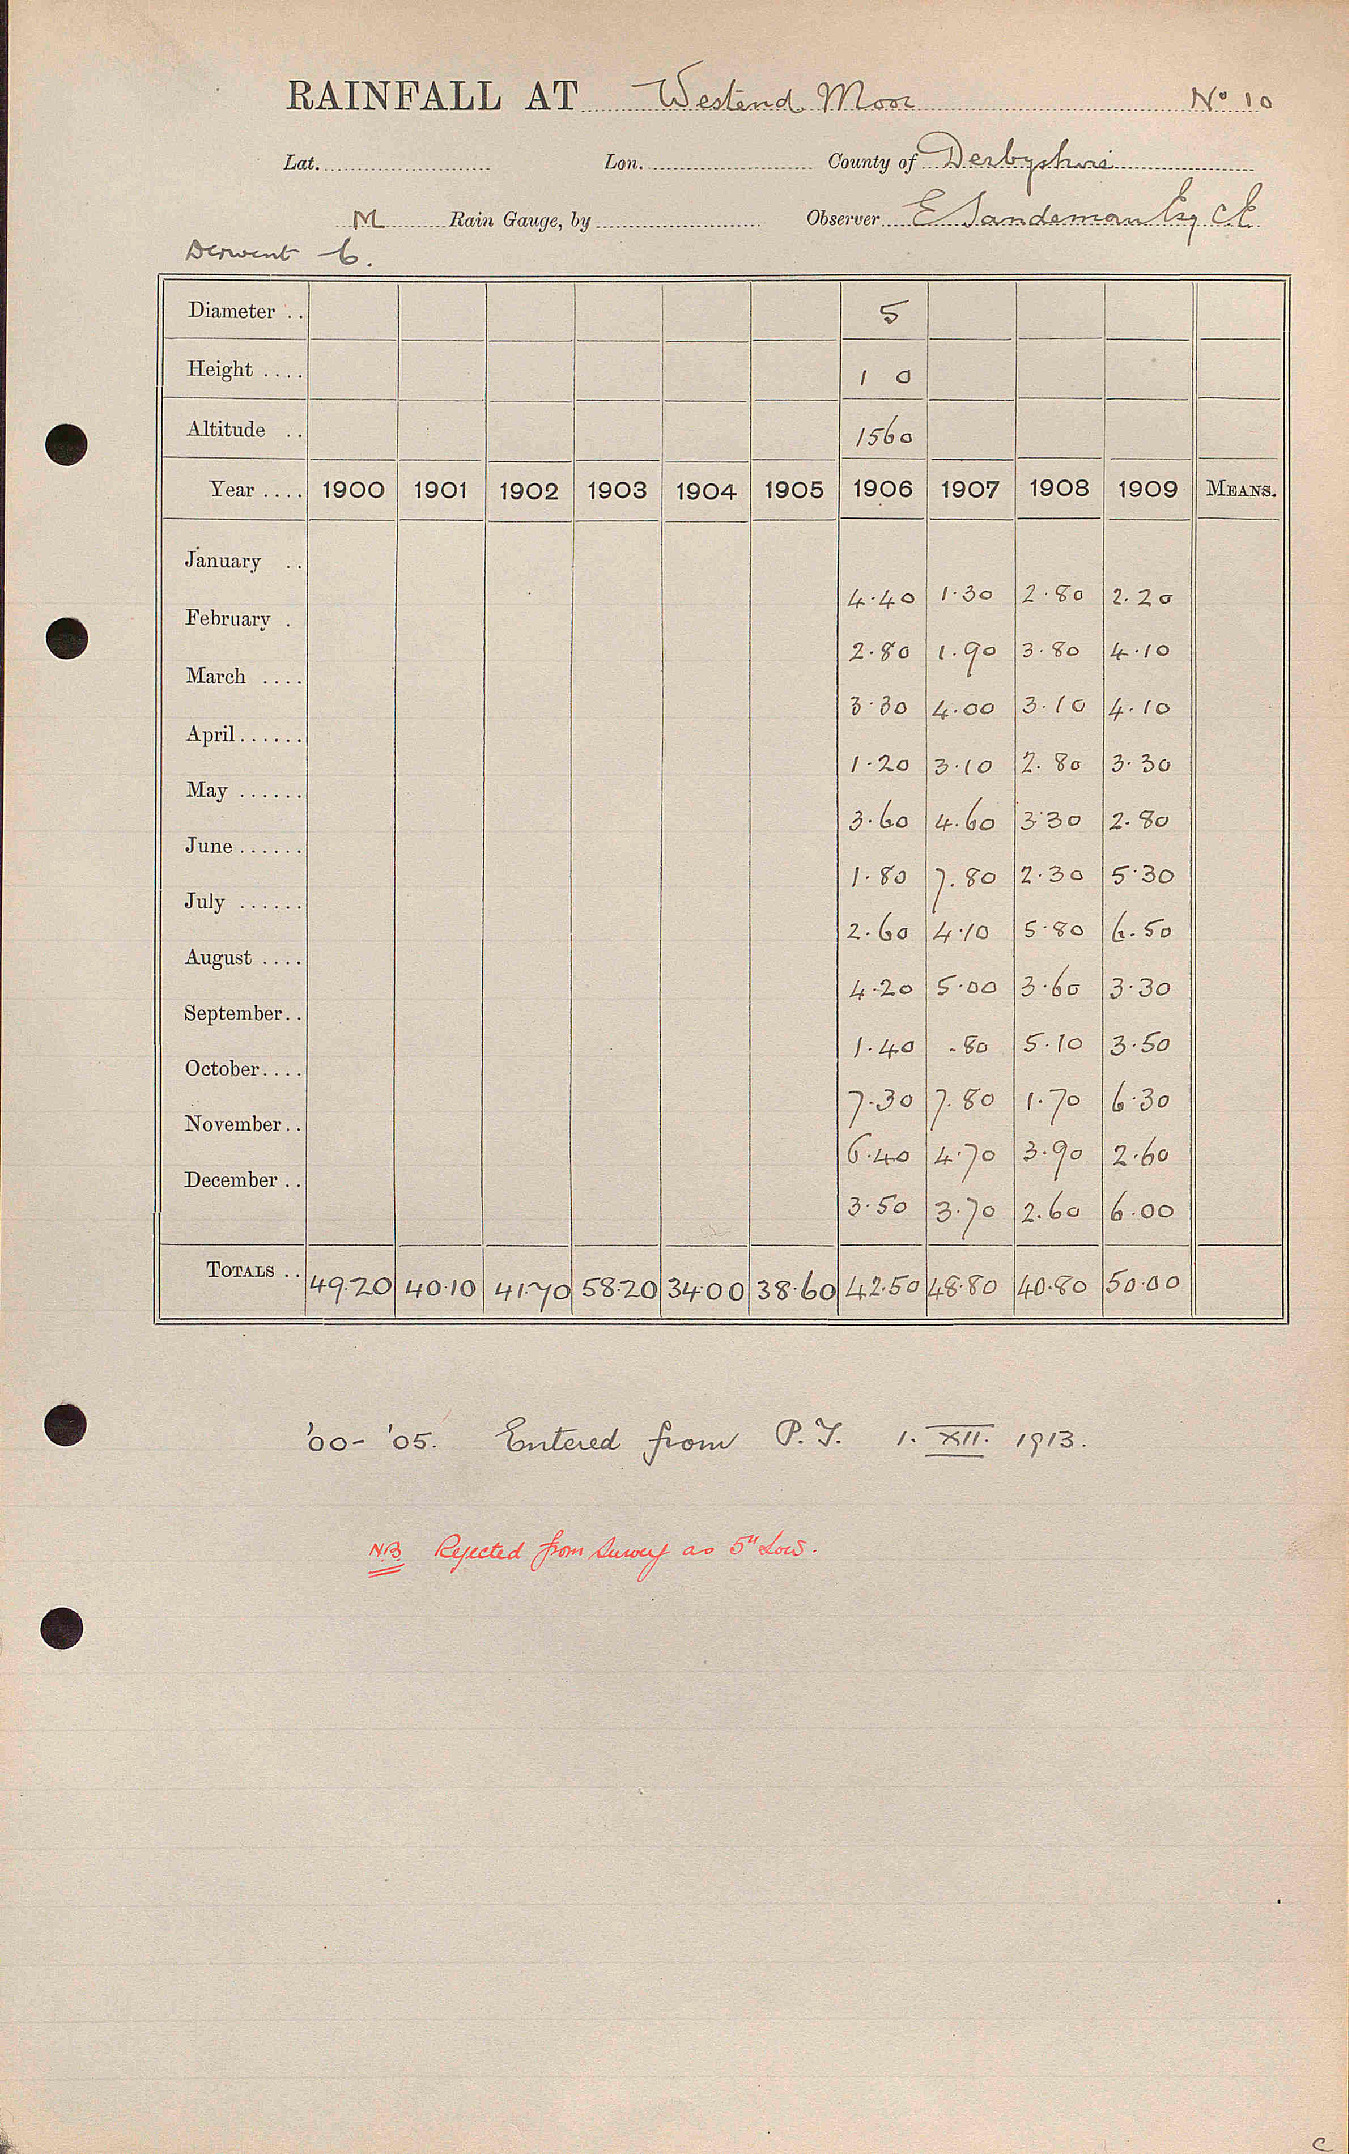 RAINFALL AT Westend Moor No 10
Lat. Lon. County of Derbyshire
M Rain Gauge, by Observer E Sandeman Esq CE
Derwent 6.
Diameter .. 5
Height .... 1 0
Altitude .. 1560
Year .... 1900 1901 1902 1903 1904 1905 1906 1907 1908 1909 MEANS.
January .. 4.40 1.30 2.80 2.20
February . 2.80 1.90 3.80 4.10
March .... 3.30 4.00 3.10 4.10
April...... 1.20 3.10 2.80 3.30
May ...... 3.60 4.60 3.30 2.80
June ...... 1.80 7.80 2.30 5.30
July ...... 2.60 4.10 5.80 6.50
August .... 4.20 5.00 3.60 3.30
September.. 1.40 .80 5.10 3.50
October.... 7.30 7.80 1.70 6.30
November.. 6.40 4.70 3.90 2.60
December .. 3.50 3.70 2.60 6.00
TOTALS .. 49.20 40.10 41.70 58.20 34.00 38.60 42.50 48.80 40.80 50.00
'00- '05. Entered from P.T. 1. XII. 1913.
NB Rejected from Survey as 5" Low.
c